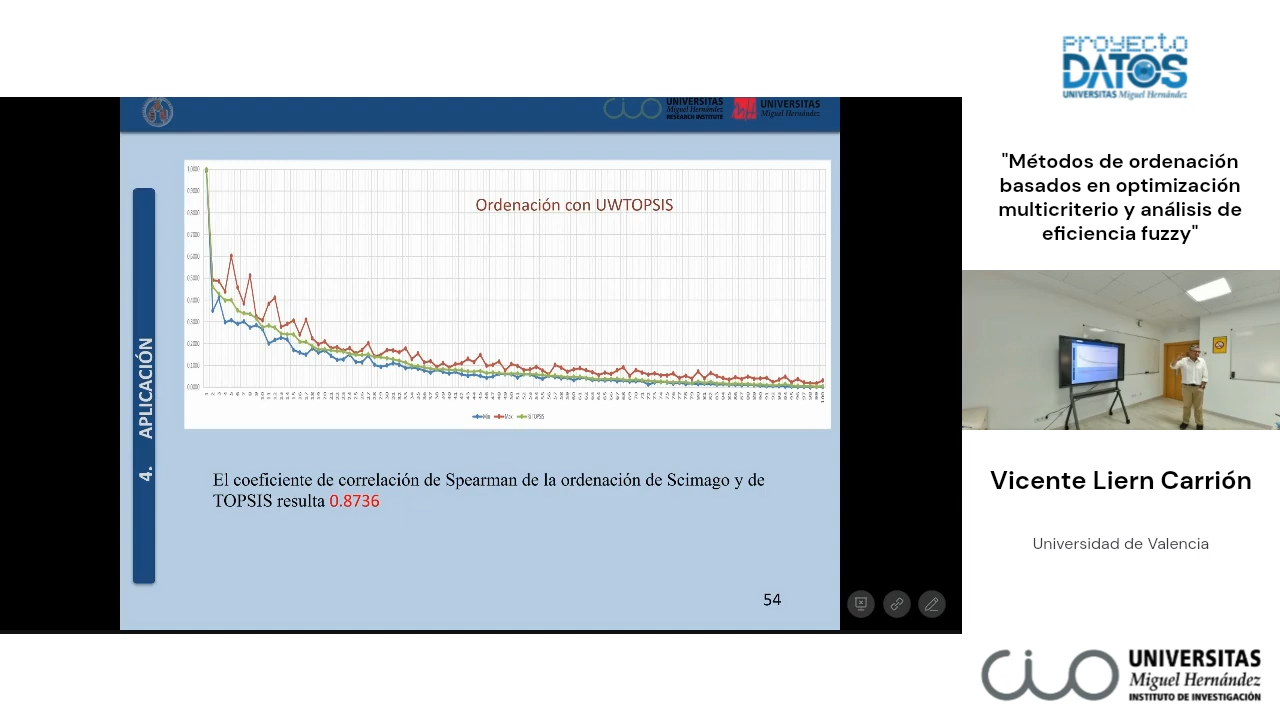 PROYECTO
DATOS
UNIVERSITAS Miguel Hernández
"Métodos de ordenación
basados en optimización
multicriterio y análisis de
eficiencia fuzzy"
Vicente Liern Carrión
Universidad de Valencia
CIO
UNIVERSITAS
Miguel Hernández
INSTITUTO DE INVESTIGACIÓN
UNIVERSITAS
Miguel Hernández
RESEARCH INSTITUTE
UNIVERSITAS
Miguel Hernández
4. APLICACIÓN
Ordenación con UWTOPSIS
El coeficiente de correlación de Spearman de la ordenación de Scimago y de
TOPSIS resulta 0.8736
54